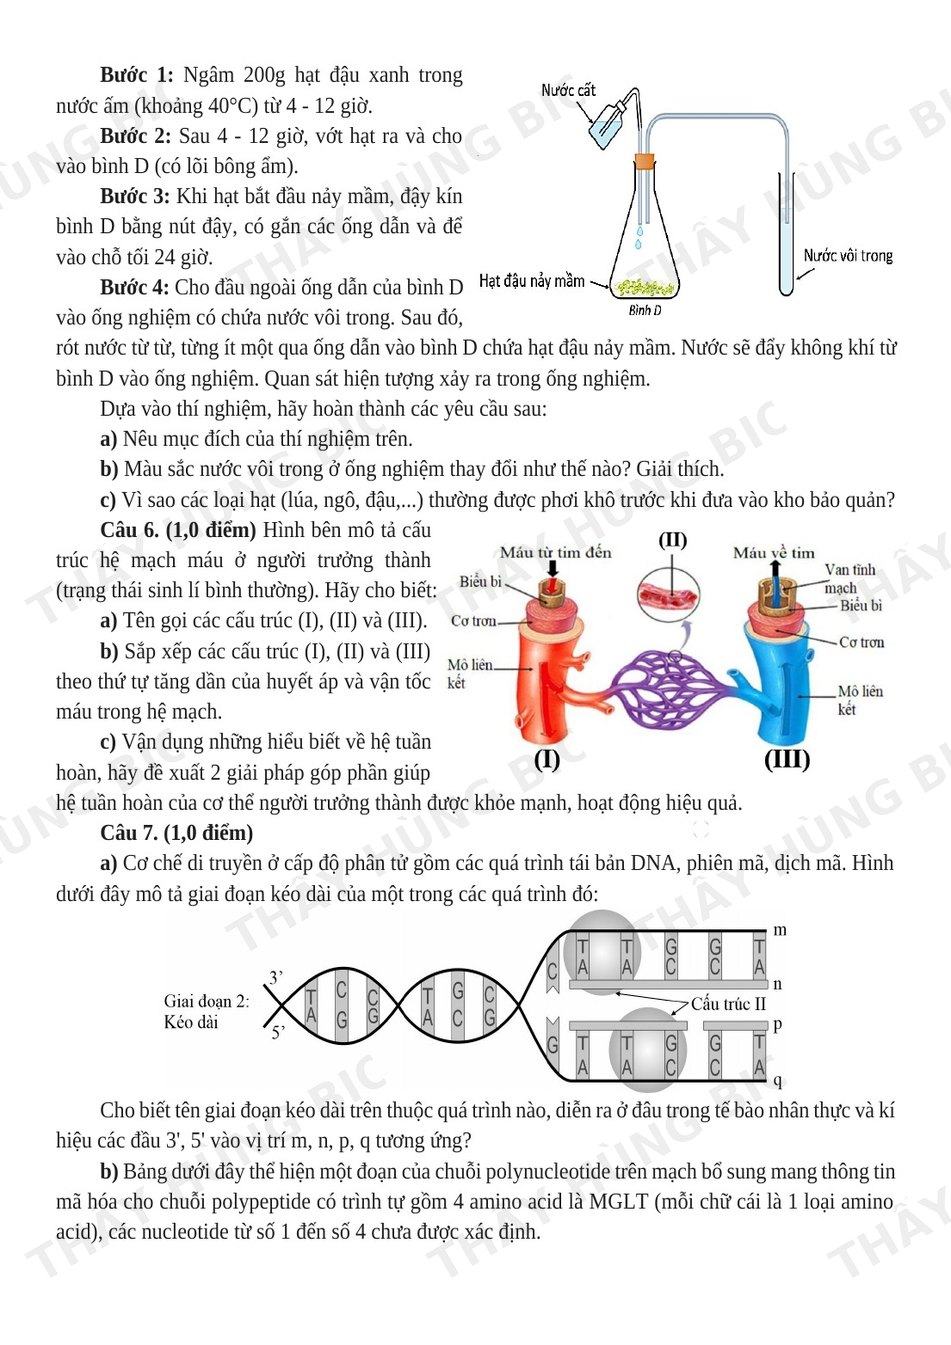 Bước 1: Ngâm 200g hạt đậu xanh trong
nước ấm (khoảng 40°C) từ 4 - 12 giờ.
Bước 2: Sau 4 - 12 giờ, vớt hạt ra và cho
vào bình D (có lõi bông ẩm).
Bước 3: Khi hạt bắt đầu nảy mầm, đậy kín
bình D bằng nút đậy, có gắn các ống dẫn và để
vào chỗ tối 24 giờ.
Bước 4: Cho đầu ngoài ống dẫn của bình D
vào ống nghiệm có chứa nước vôi trong. Sau đó,
Nước cất
Nước vôi trong
Hạt đậu nảy mầm
Bình D
rót nước từ từ, từng ít một qua ống dẫn vào bình D chứa hạt đậu nảy mầm. Nước sẽ đẩy không khí từ
bình D vào ống nghiệm. Quan sát hiện tượng xảy ra trong ống nghiệm.
Dựa vào thí nghiệm, hãy hoàn thành các yêu cầu sau:
a) Nêu mục đích của thí nghiệm trên.
b) Màu sắc nước vôi trong ở ống nghiệm thay đổi như thế nào? Giải thích.
c) Vì sao các loại hạt (lúa, ngô, đậu,...) thường được phơi khô trước khi đưa vào kho bảo quản?
Câu 6. (1,0 điểm) Hình bên mô tả cấu
trúc hệ mạch máu ở người trưởng thành
(trạng thái sinh lí bình thường). Hãy cho biết:
a) Tên gọi các cấu trúc (I), (II) và (III).
b) Sắp xếp các cấu trúc (I), (II) và (III)
theo thứ tự tăng dần của huyết áp và vận tốc
máu trong hệ mạch.
c) Vận dụng những hiểu biết về hệ tuần
hoàn, hãy đề xuất 2 giải pháp góp phần giúp
(II)
Máu từ tim đến
Máu về tim
Van tĩnh
mạch
Biểu bì
Biểu bì
Cơ trơn
Cơ trơn
Mô liên
kết
Mô liên
kết
(I)
(III)
hệ tuần hoàn của cơ thể người trưởng thành được khỏe mạnh, hoạt động hiệu quả.
Câu 7. (1,0 điểm)
a) Cơ chế di truyền ở cấp độ phân tử gồm các quá trình tái bản DNA, phiên mã, dịch mã. Hình
dưới đây mô tả giai đoạn kéo dài của một trong các quá trình đó:
Giai đoạn 2:
Kéo dài
3’
5’
T C C T G C
A G G A C G
C T T G G T
A A C C A
m
n
Cấu trúc II
p
G T T G G T
A A C C A
q
Cho biết tên giai đoạn kéo dài trên thuộc quá trình nào, diễn ra ở đâu trong tế bào nhân thực và kí
hiệu các đầu 3', 5' vào vị trí m, n, p, q tương ứng?
b) Bảng dưới đây thể hiện một đoạn của chuỗi polynucleotide trên mạch bổ sung mang thông tin
mã hóa cho chuỗi polypeptide có trình tự gồm 4 amino acid là MGLT (mỗi chữ cái là 1 loại amino
acid), các nucleotide từ số 1 đến số 4 chưa được xác định.
THẦY HÙNG BIC